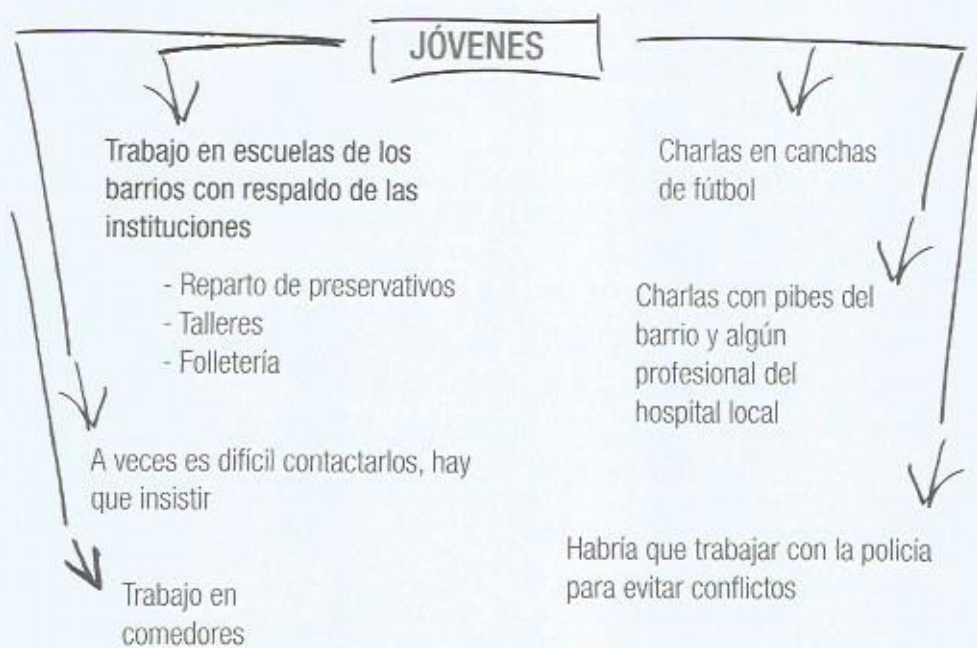 JÓVENES
Trabajo en escuelas de los
barrios con respaldo de las
instituciones
- Reparto de preservativos
- Talleres
- Folletería
A veces es difícil contactarlos, hay
que insistir
Trabajo en
comedores
Charlas en canchas
de fútbol
Charlas con pibes del
barrio y algún
profesional del
hospital local
Habría que trabajar con la policía
para evitar conflictos